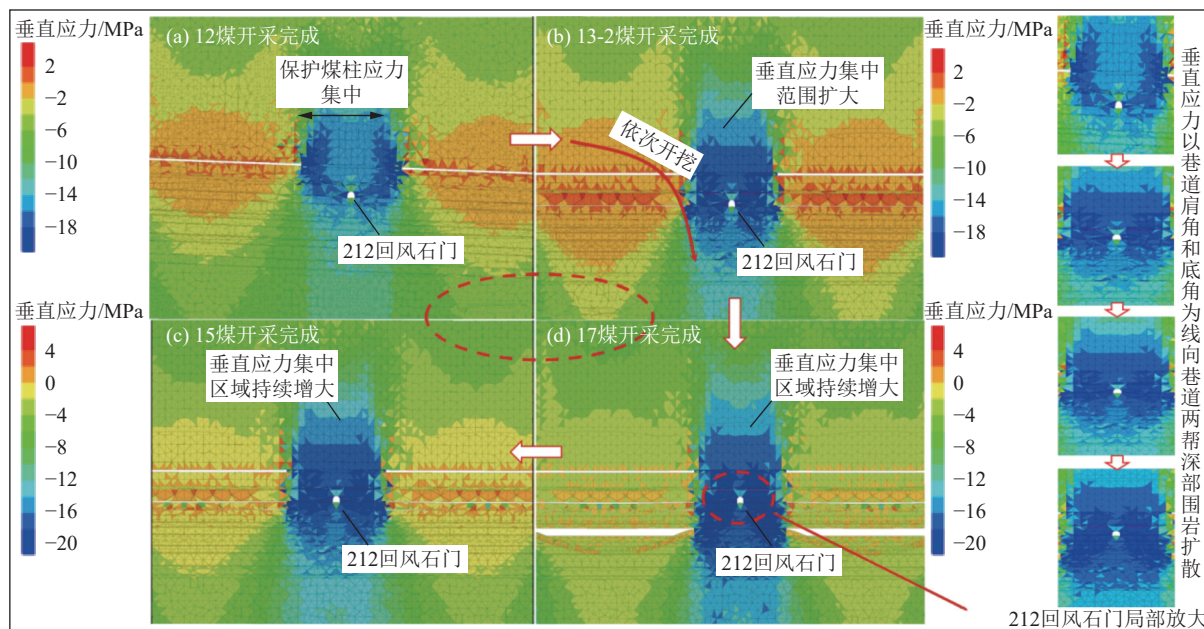 垂直应力/MPa
2
−2
−6
−10
−14
−18
(a) 12煤开采完成
保护煤柱应力
集中
212回风石门
(b) 13-2煤开采完成
垂直应力集中
范围扩大
依次开挖
212回风石门
垂直应力/MPa
2
−2
−6
−10
−14
−18
垂直应力/MPa
4
0
−4
−8
−12
−16
−20
(c) 15煤开采完成
垂直应力集中
区域持续增大
212回风石门
(d) 17煤开采完成
垂直应力集中
区域持续增大
212回风石门
垂直应力/MPa
4
0
−4
−8
−12
−16
−20
垂直应力以巷道肩角和底角为线向巷道两帮深部围岩扩散
212回风石门局部放大